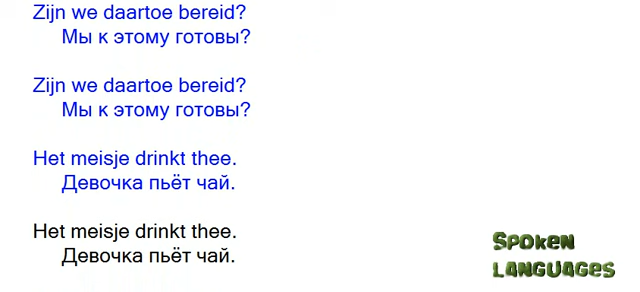 Zijn we daartoe bereid?
Мы к этому готовы?
Zijn we daartoe bereid?
Мы к этому готовы?
Het meisje drinkt thee.
Девочка пьёт чай.
Het meisje drinkt thee.
Девочка пьёт чай.
Spoken
Languages